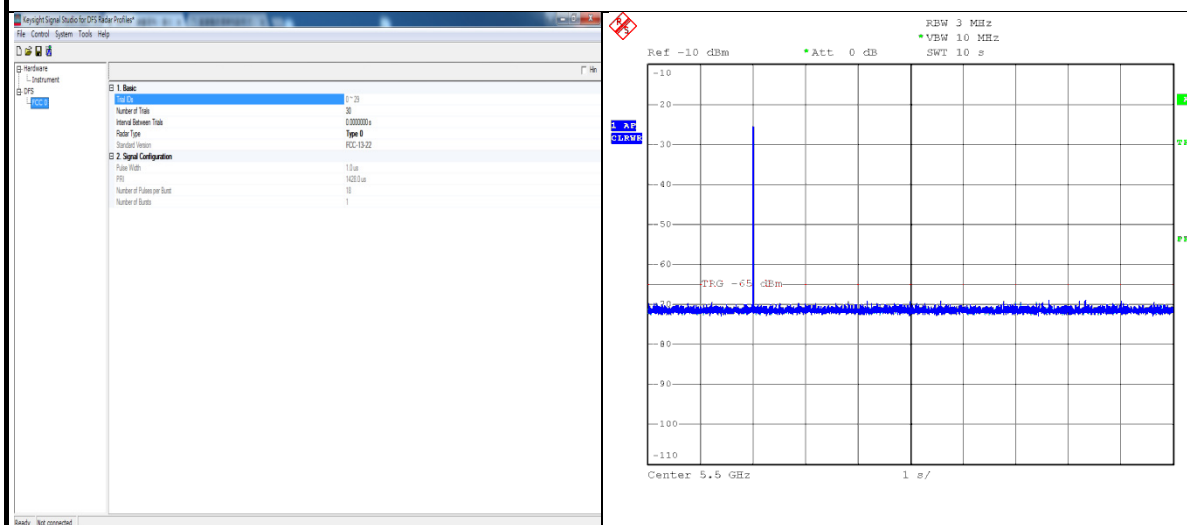 Keysight Signal Studio for DFS Radar Profiles*
File Control System Tools Help
Hardware
Instrument
DFS
FCC 0
Hin
1. Basic
Trial IDs 0 ~ 29
Number of Trials 30
Interval Between Trials 0.0000000 s
Radar Type Type 0
Standard Version FCC-13-22
2. Signal Configuration
Pulse Width 1.0 us
PRI 1428.0 us
Number of Pulses per Burst 18
Number of Bursts 1
Ready Not connected
R S
RBW 3 MHz
*VBW 10 MHz
Ref -10 dBm *Att 0 dB SWT 10 s
-10
-20
1 AP
CLRWR
-30
-40
-50
-60
TRG -65 dBm
-70
-80
-90
-100
-110
Center 5.5 GHz 1 s/